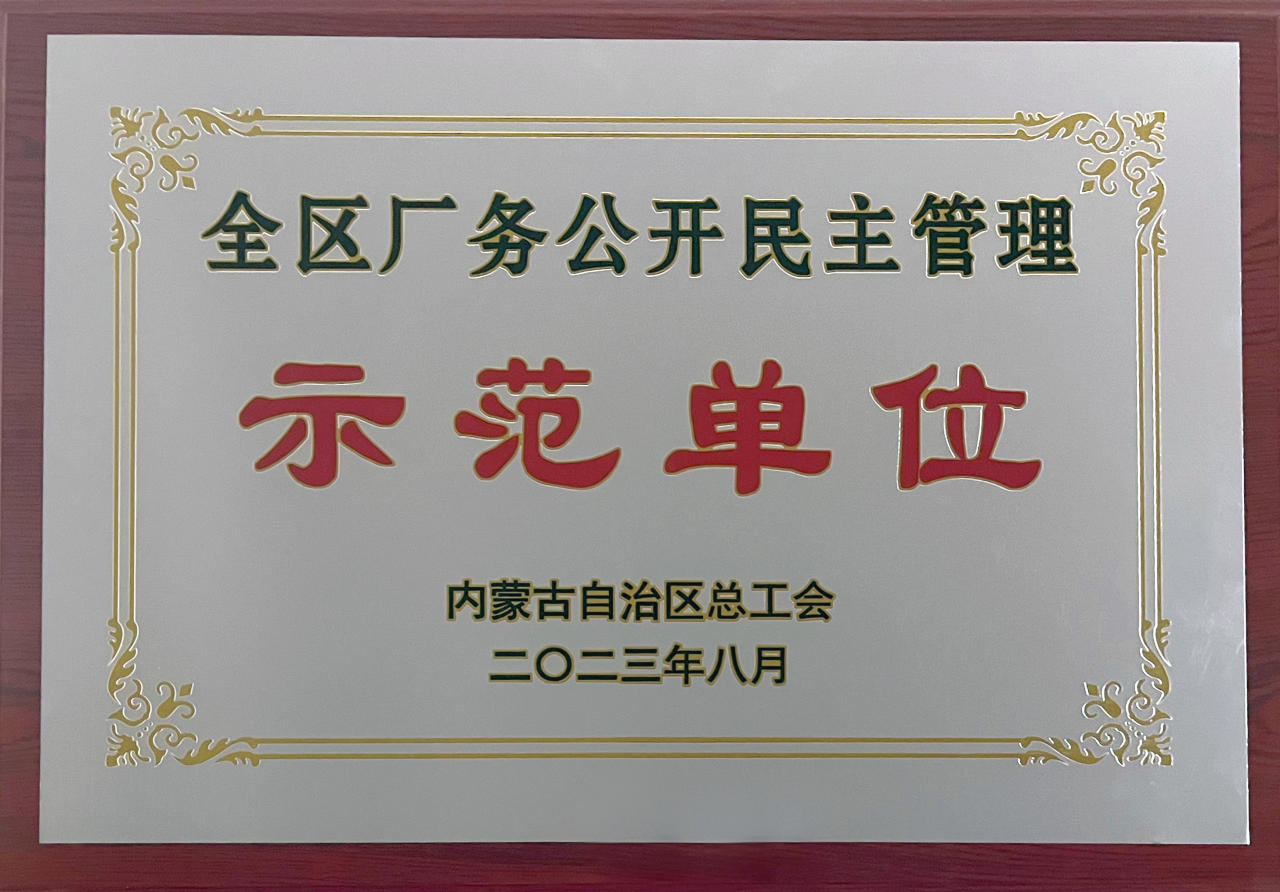 全区厂务公开民主管理
示范单位
内蒙古自治区总工会
二〇二三年八月